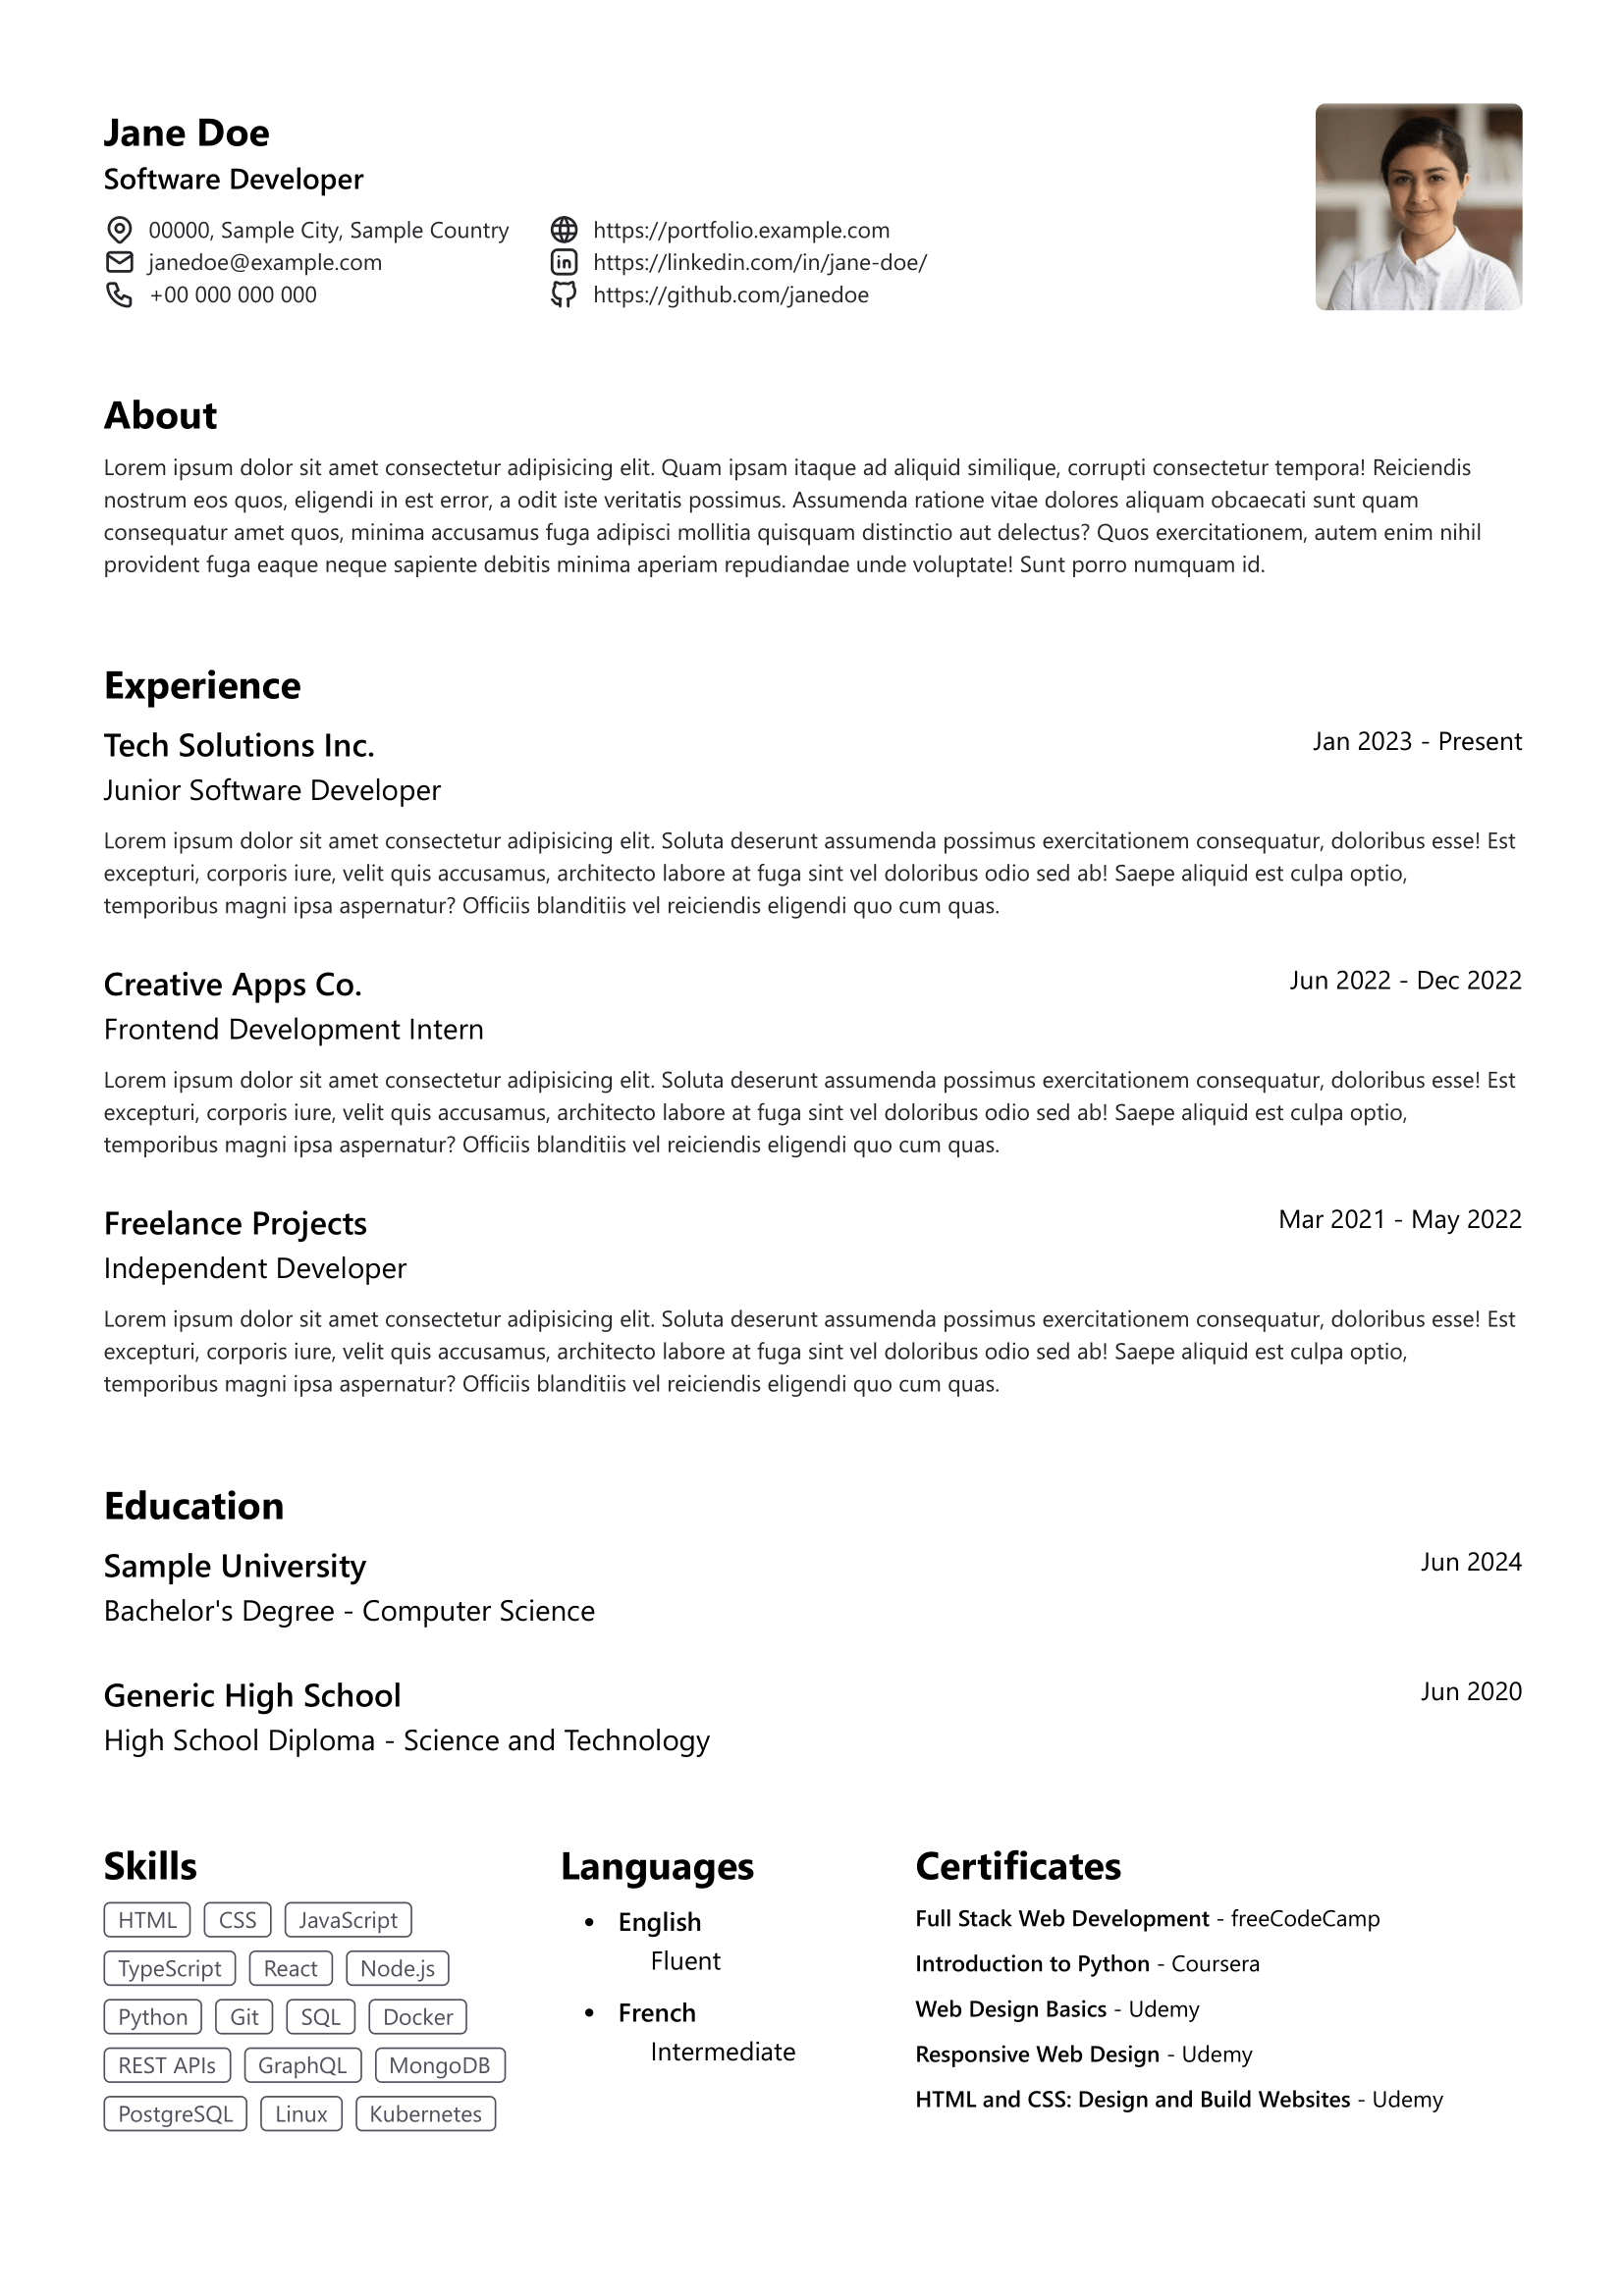 Jane Doe
Software Developer
00000, Sample City, Sample Country
janedoe@example.com
+00 000 000 000
https://portfolio.example.com
https://linkedin.com/in/jane-doe/
https://github.com/janedoe
About
Lorem ipsum dolor sit amet consectetur adipisicing elit. Quam ipsam itaque ad aliquid similique, corrupti consectetur tempora! Reiciendis
nostrum eos quos, eligendi in est error, a odit iste veritatis possimus. Assumenda ratione vitae dolores aliquam obcaecati sunt quam
consequatur amet quos, minima accusamus fuga adipisci mollitia quisquam distinctio aut delectus? Quos exercitationem, autem enim nihil
provident fuga eaque neque sapiente debitis minima aperiam repudiandae unde voluptate! Sunt porro numquam id.
Experience
Tech Solutions Inc.
Jan 2023 - Present
Junior Software Developer
Lorem ipsum dolor sit amet consectetur adipisicing elit. Soluta deserunt assumenda possimus exercitationem consequatur, doloribus esse! Est
excepturi, corporis iure, velit quis accusamus, architecto labore at fuga sint vel doloribus odio sed ab! Saepe aliquid est culpa optio,
temporibus magni ipsa aspernatur? Officiis blanditiis vel reiciendis eligendi quo cum quas.
Creative Apps Co.
Jun 2022 - Dec 2022
Frontend Development Intern
Lorem ipsum dolor sit amet consectetur adipisicing elit. Soluta deserunt assumenda possimus exercitationem consequatur, doloribus esse! Est
excepturi, corporis iure, velit quis accusamus, architecto labore at fuga sint vel doloribus odio sed ab! Saepe aliquid est culpa optio,
temporibus magni ipsa aspernatur? Officiis blanditiis vel reiciendis eligendi quo cum quas.
Freelance Projects
Mar 2021 - May 2022
Independent Developer
Lorem ipsum dolor sit amet consectetur adipisicing elit. Soluta deserunt assumenda possimus exercitationem consequatur, doloribus esse! Est
excepturi, corporis iure, velit quis accusamus, architecto labore at fuga sint vel doloribus odio sed ab! Saepe aliquid est culpa optio,
temporibus magni ipsa aspernatur? Officiis blanditiis vel reiciendis eligendi quo cum quas.
Education
Sample University
Jun 2024
Bachelor's Degree - Computer Science
Generic High School
Jun 2020
High School Diploma - Science and Technology
Skills
HTML CSS JavaScript
TypeScript React Node.js
Python Git SQL Docker
REST APIs GraphQL MongoDB
PostgreSQL Linux Kubernetes
Languages
• English
Fluent
• French
Intermediate
Certificates
Full Stack Web Development - freeCodeCamp
Introduction to Python - Coursera
Web Design Basics - Udemy
Responsive Web Design - Udemy
HTML and CSS: Design and Build Websites - Udemy